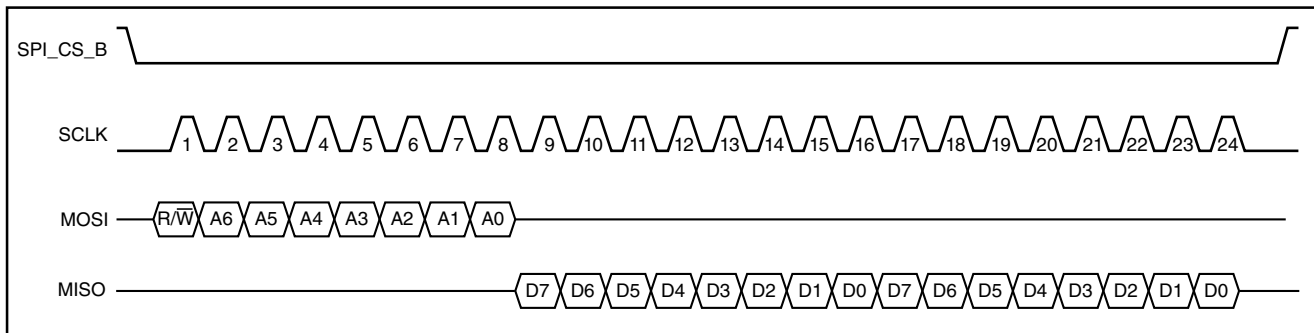 SPI_CS_B
SCLK 1 2 3 4 5 6 7 8 9 10 11 12 13 14 15 16 17 18 19 20 21 22 23 24
MOSI R/W̅ A6 A5 A4 A3 A2 A1 A0
MISO D7 D6 D5 D4 D3 D2 D1 D0 D7 D6 D5 D4 D3 D2 D1 D0